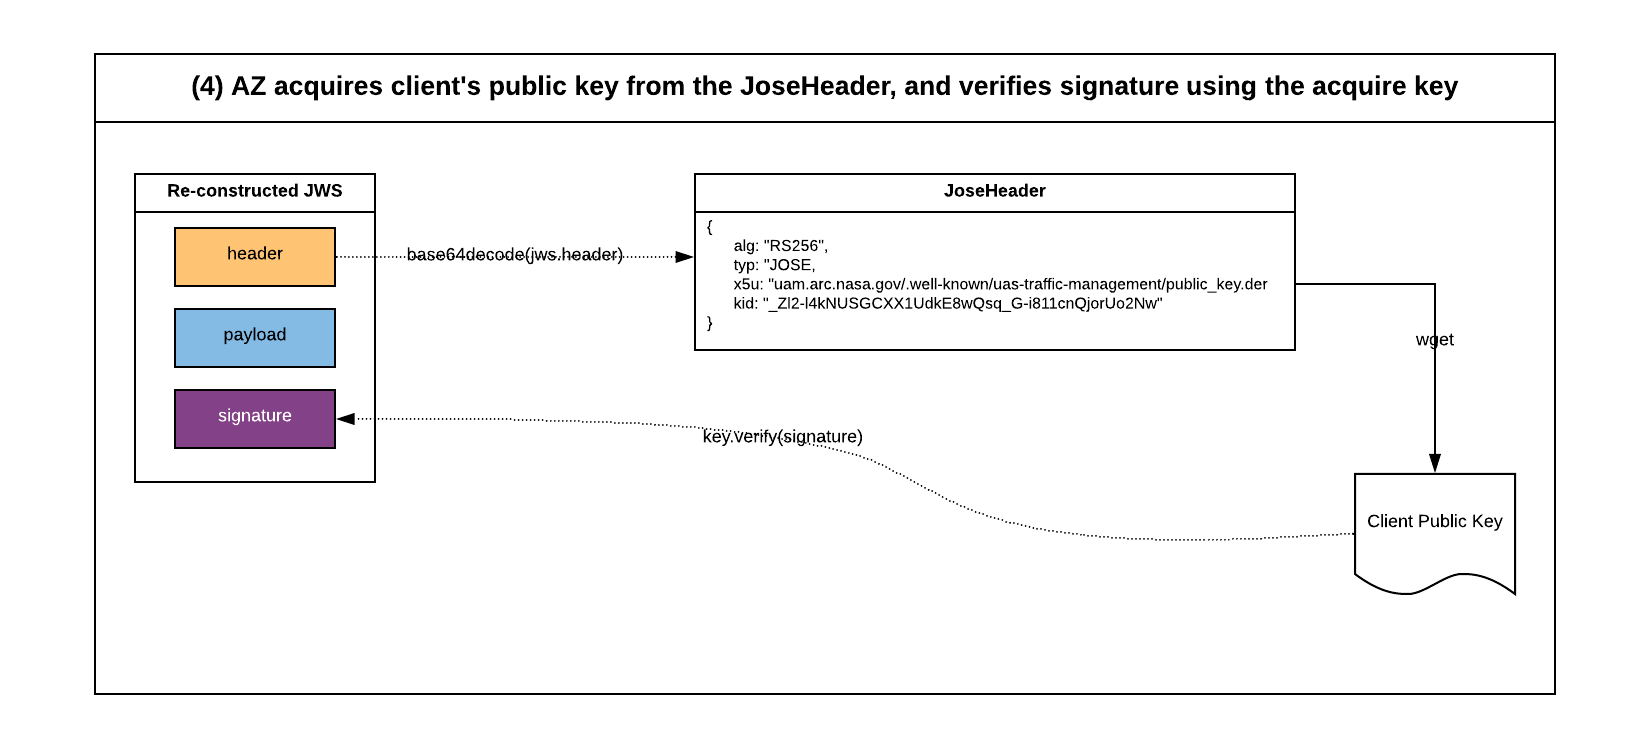 (4) AZ acquires client's public key from the JoseHeader, and verifies signature using the acquire key
Re-constructed JWS
header
payload
signature
base64decode(jws.header)
JoseHeader
{
alg: "RS256",
typ: "JOSE,
x5u: "uam.arc.nasa.gov/.well-known/uas-traffic-management/public_key.der
kid: "_Zl2-l4kNUSGCXX1UdkE8wQsq_G-i811cnQjorUo2Nw"
}
wget
key.verify(signature)
Client Public Key